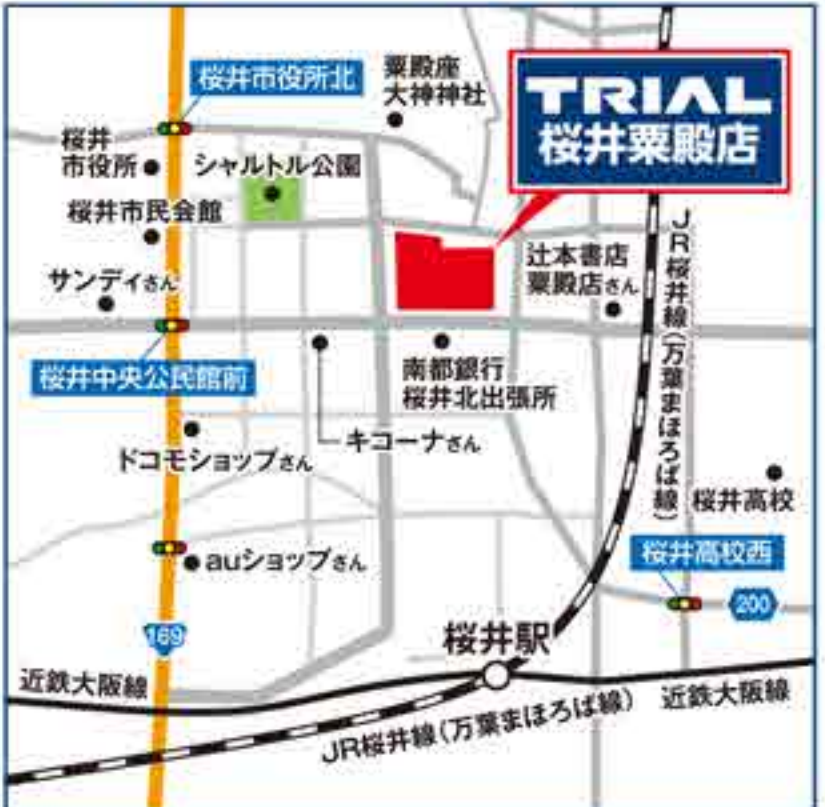 桜井市役所北
粟殿座
大神神社
TRIAL
桜井粟殿店
桜井
市役所
シャルトル公園
桜井市民会館
サンディさん
辻本書店
粟殿店さん
JR桜井線(万葉まほろば線)
桜井中央公民館前
南都銀行
桜井北出張所
キコーナさん
ドコモショップさん
桜井高校
auショップさん
桜井高校西
200
169
桜井駅
近鉄大阪線
JR桜井線(万葉まほろば線)
近鉄大阪線